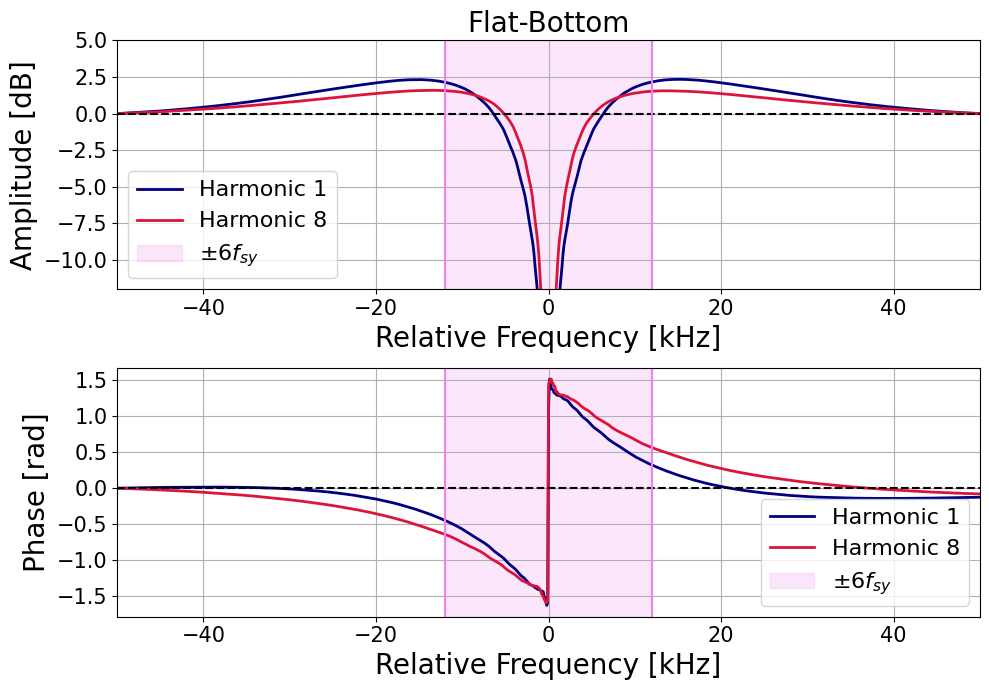 Flat-Bottom
Amplitude [dB]
5.0
2.5
0.0
−2.5
−5.0
−7.5
−10.0
Harmonic 1
Harmonic 8
±6fsy
−40 −20 0 20 40
Relative Frequency [kHz]
Phase [rad]
1.5
1.0
0.5
0.0
−0.5
−1.0
−1.5
Harmonic 1
Harmonic 8
±6fsy
−40 −20 0 20 40
Relative Frequency [kHz]